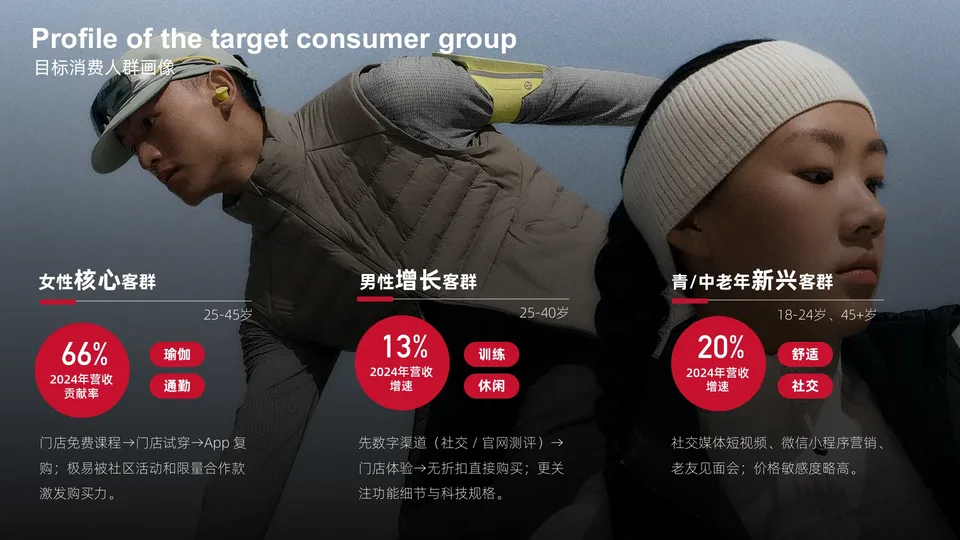 Profile of the target consumer group
目标消费人群画像
女性核心客群
25-45岁
66%
2024年营收
贡献率
瑜伽
通勤
门店免费课程→门店试穿→App 复
购；极易被社区活动和限量合作款
激发购买力。
男性增长客群
25-40岁
13%
2024年营收
增速
训练
休闲
先数字渠道（社交 / 官网测评）→
门店体验→无折扣直接购买；更关
注功能细节与科技规格。
青/中老年新兴客群
18-24岁、45+岁
20%
2024年营收
增速
舒适
社交
社交媒体短视频、微信小程序营销、
老友见面会；价格敏感度略高。